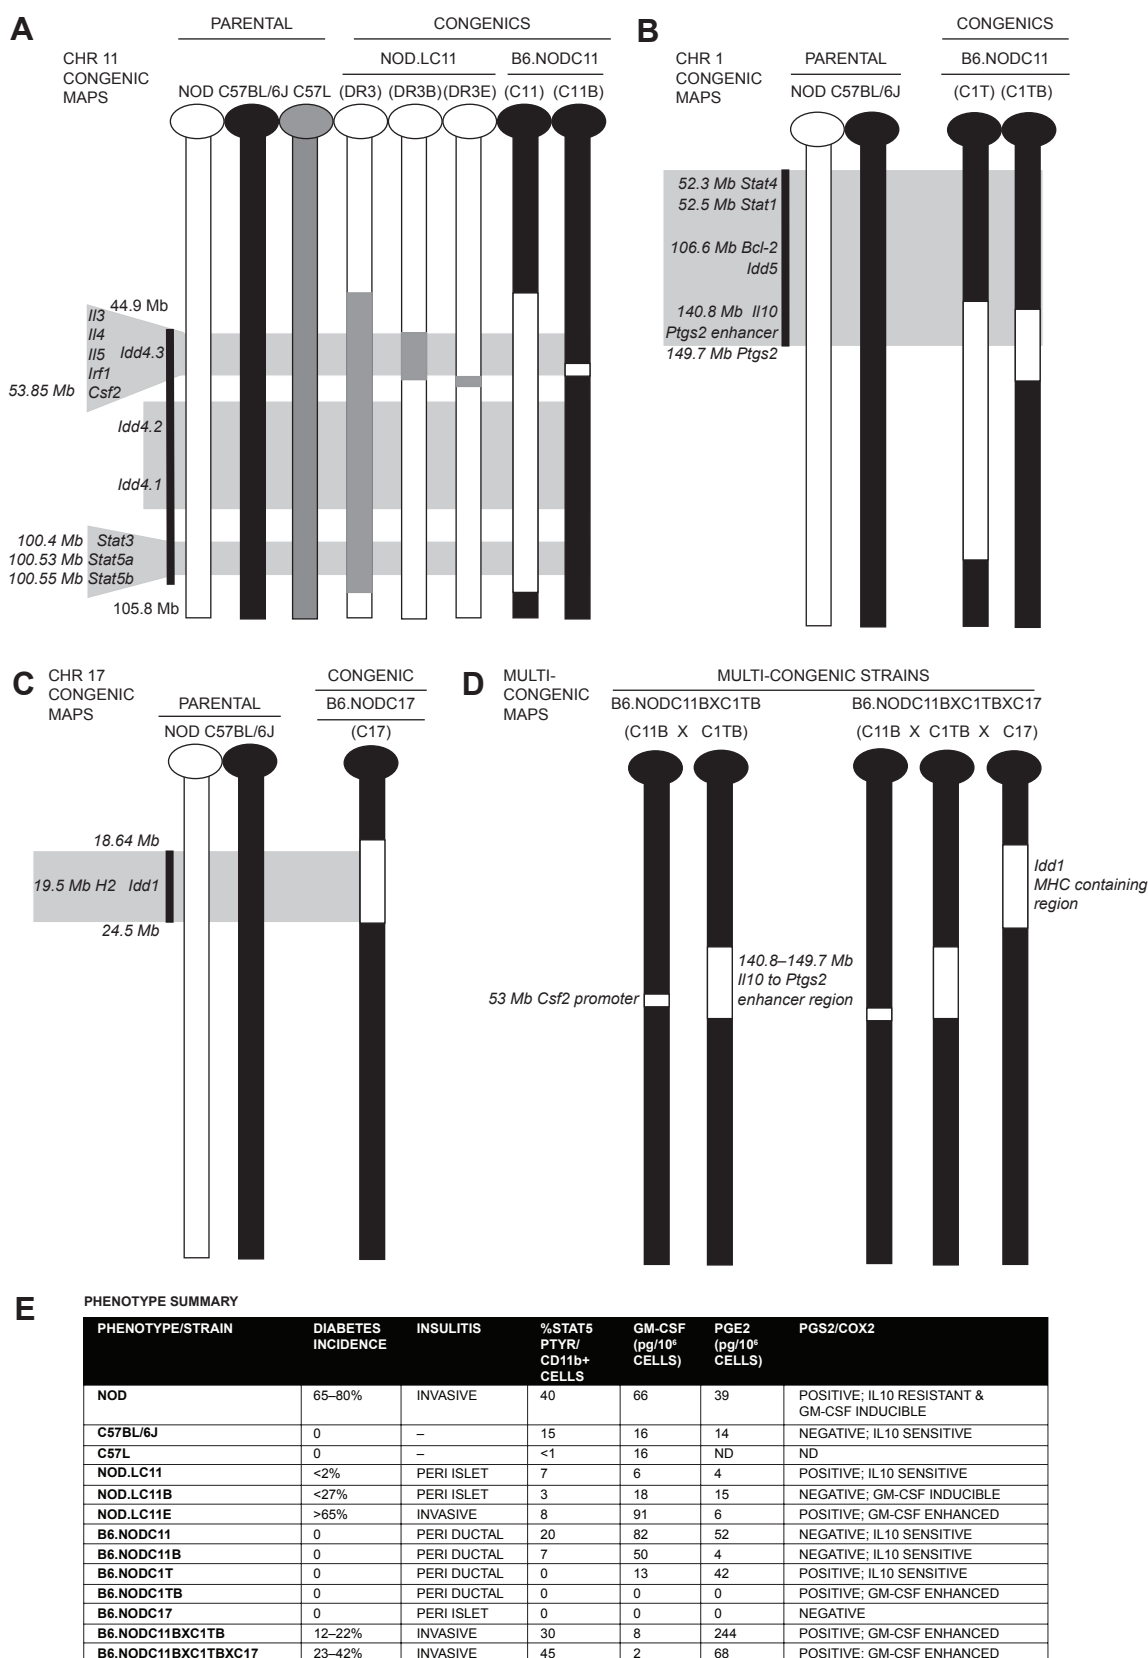 A
PARENTAL
CONGENICS
CHR 11
CONGENIC
MAPS
NOD.LC11
B6.NODC11
NOD C57BL/6J C57L (DR3) (DR3B) (DR3E) (C11) (C11B)
44.9 Mb
Il3
Il4
Il5
Idd4.3
Irf1
53.85 Mb
Csf2
Idd4.2
Idd4.1
100.4 Mb Stat3
100.53 Mb Stat5a
100.55 Mb Stat5b
105.8 Mb
B
CONGENICS
CHR 1
CONGENIC
MAPS
PARENTAL
B6.NODC11
NOD C57BL/6J
(C1T) (C1TB)
52.3 Mb Stat4
52.5 Mb Stat1
106.6 Mb Bcl-2
Idd5
140.8 Mb Il10
Ptgs2 enhancer
149.7 Mb Ptgs2
C
CHR 17
CONGENIC
MAPS
CONGENIC
PARENTAL
B6.NODC17
NOD C57BL/6J
(C17)
18.64 Mb
19.5 Mb H2 Idd1
24.5 Mb
D
MULTI-
CONGENIC
MAPS
MULTI-CONGENIC STRAINS
B6.NODC11BXC1TB
B6.NODC11BXC1TBXC17
(C11B X C1TB)
(C11B X C1TB X C17)
Idd1
MHC containing
region
53 Mb Csf2 promoter
140.8–149.7 Mb
Il10 to Ptgs2
enhancer region
E
PHENOTYPE SUMMARY
PHENOTYPE/STRAIN DIABETES INCIDENCE INSULITIS %STAT5 PTYR/ CD11b+ CELLS GM-CSF (pg/10⁶ CELLS) PGE2 (pg/10⁶ CELLS) PGS2/COX2
NOD 65–80% INVASIVE 40 66 39 POSITIVE; IL10 RESISTANT & GM-CSF INDUCIBLE
C57BL/6J 0 – 15 16 14 NEGATIVE; IL10 SENSITIVE
C57L 0 – <1 16 ND ND
NOD.LC11 <2% PERI ISLET 7 6 4 POSITIVE; IL10 SENSITIVE
NOD.LC11B <27% PERI ISLET 3 18 15 NEGATIVE; GM-CSF INDUCIBLE
NOD.LC11E >65% INVASIVE 8 91 6 POSITIVE; GM-CSF ENHANCED
B6.NODC11 0 PERI DUCTAL 20 82 52 NEGATIVE; IL10 SENSITIVE
B6.NODC11B 0 PERI DUCTAL 7 50 4 NEGATIVE; IL10 SENSITIVE
B6.NODC1T 0 PERI DUCTAL 0 13 42 POSITIVE; IL10 SENSITIVE
B6.NODC1TB 0 PERI DUCTAL 0 0 0 POSITIVE; GM-CSF ENHANCED
B6.NODC17 0 PERI ISLET 0 0 0 NEGATIVE
B6.NODC11BXC1TB 12–22% INVASIVE 30 8 244 POSITIVE; GM-CSF ENHANCED
B6.NODC11BXC1TBXC17 23–42% INVASIVE 45 2 68 POSITIVE; GM-CSF ENHANCED